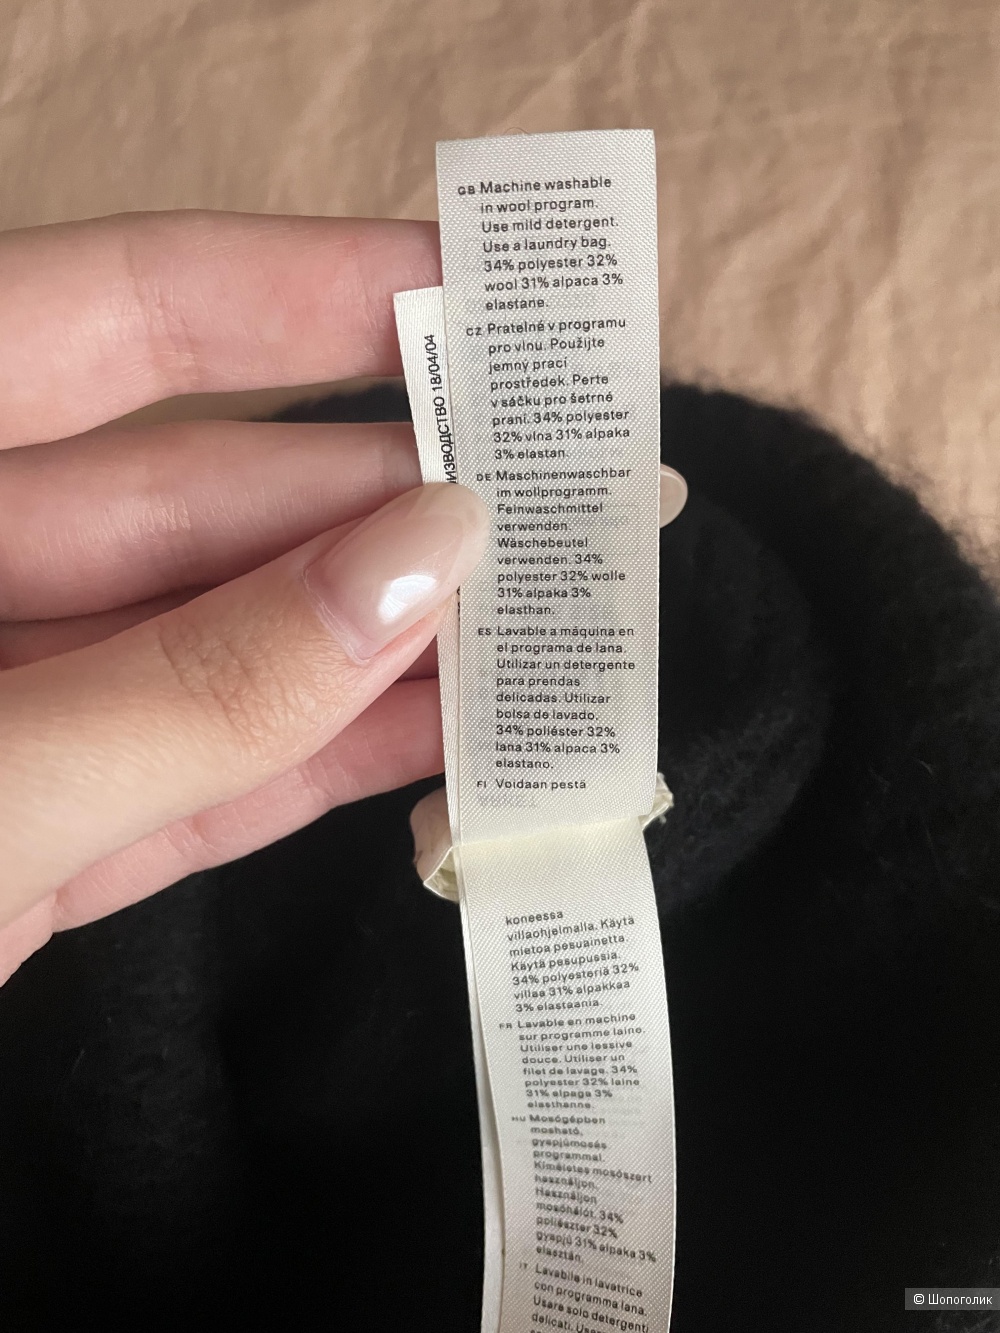 GB Machine washable
in wool program.
Use mild detergent.
Use a laundry bag.
34% polyester 32%
wool 31% alpaca 3%
elastane.
CZ Pratelné v programu
pro vlnu. Použijte
jemný prací
prostředek. Perte
v sáčku pro šetrné
praní. 34% polyester
32% vlna 31% alpaka
3% elastan.
DE Maschinenwaschbar
im wollprogramm.
Feinwaschmittel
verwenden.
Wäschebeutel
verwenden. 34%
polyester 32% wolle
31% alpaka 3%
elasthan.
ES Lavable a máquina en
el programa de lana.
Utilizar un detergente
para prendas
delicadas. Utilizar
bolsa de lavado.
34% poliéster 32%
lana 31% alpaca 3%
elastano.
FI Voidaan pestä
koneessa
villaohjelmalla. Käytä
mietoa pesuainetta.
Käytä pesupussia.
34% polyesteriä 32%
villaa 31% alpakkaa
3% elastaania.
FR Lavable en machine
sur programme laine.
Utiliser une lessive
douce. Utiliser un
filet de lavage. 34%
polyester 32% laine
31% alpaga 3%
elasthanne.
HU Mosógépben
mosható,
gyapjúmosás
programmal.
Kíméletes mosószert
használjon.
Használjon
mosóhálót. 34%
poliészter 32%
gyapjú 31% alpaka 3%
elasztán.
IT Lavabile in lavatrice
con programma lana.
Usare solo detergenti
delicati.
ИЗВОДСТВО 18/04/04
© Шопоголик